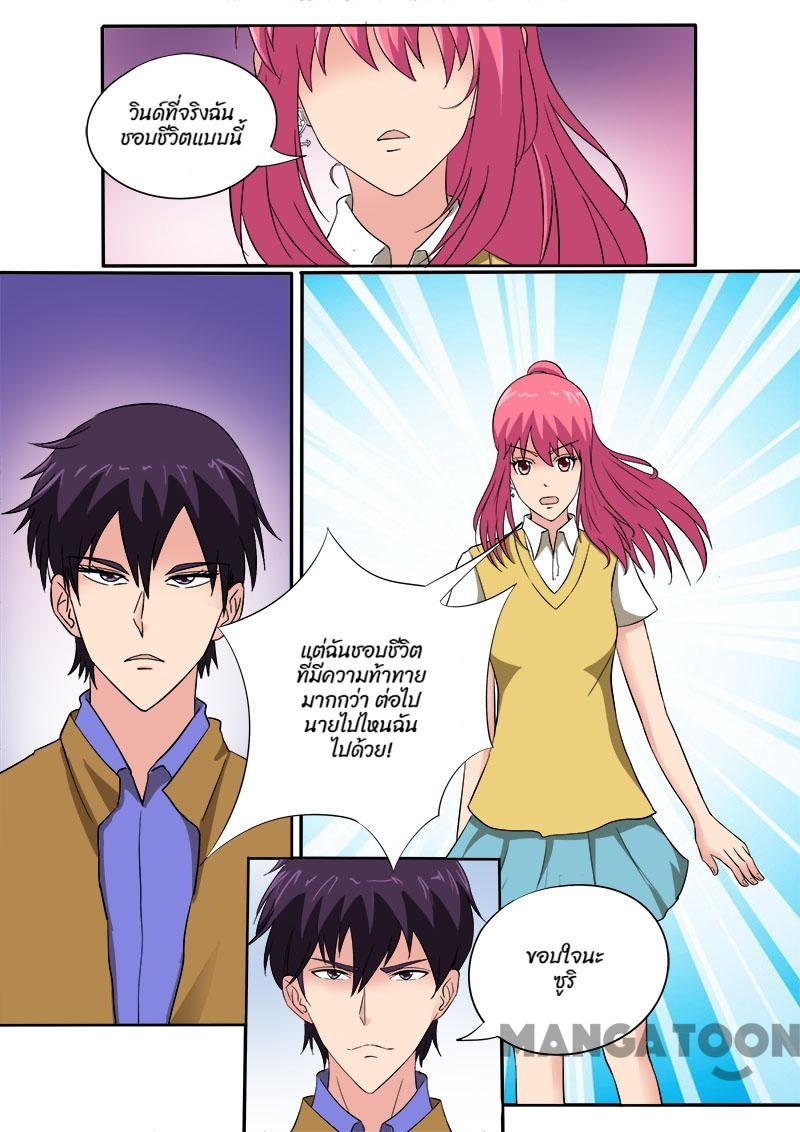 วินด์ที่จริงฉัน
ชอบชีวิตแบบนี้
แต่ฉันชอบชีวิต
ที่มีความท้าทาย
มากกว่า ต่อไป
นายไปไหนฉัน
ไปด้วย!
ขอบใจนะ
ซูริ
MANGATOON